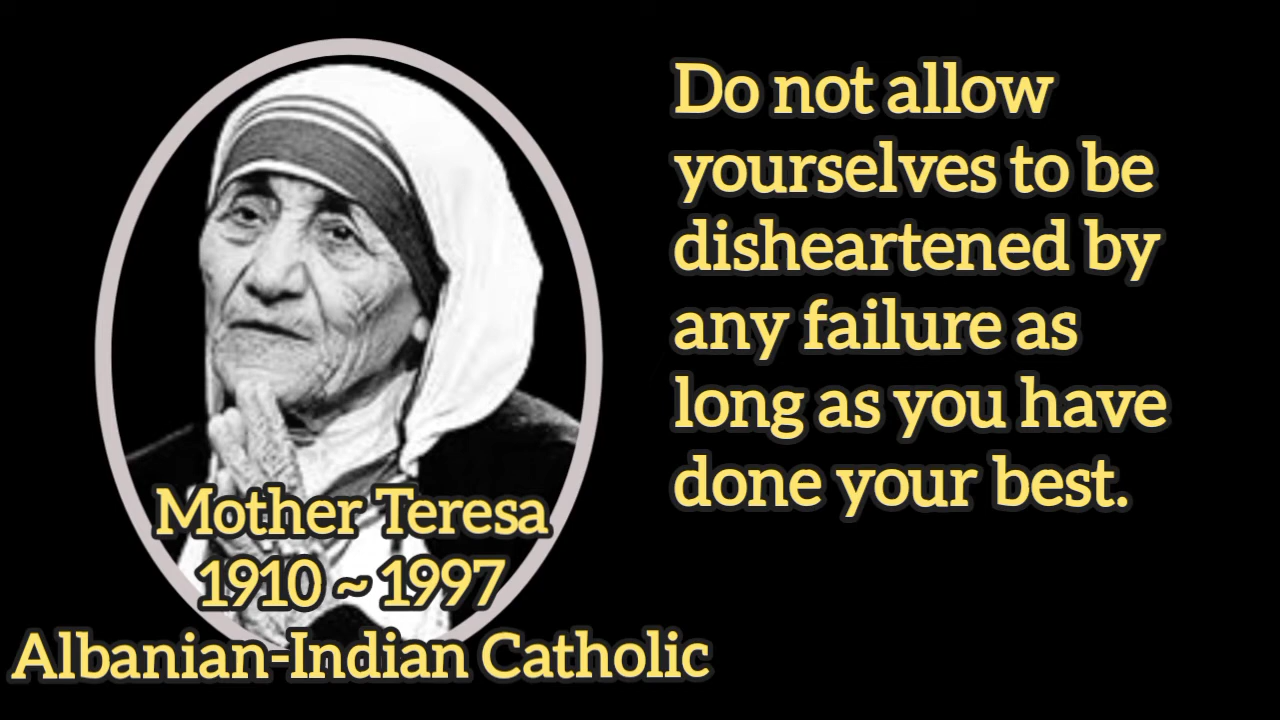 Do not allow
yourselves to be
disheartened by
any failure as
long as you have
done your best.
Mother Teresa
1910 ~ 1997
Albanian-Indian Catholic